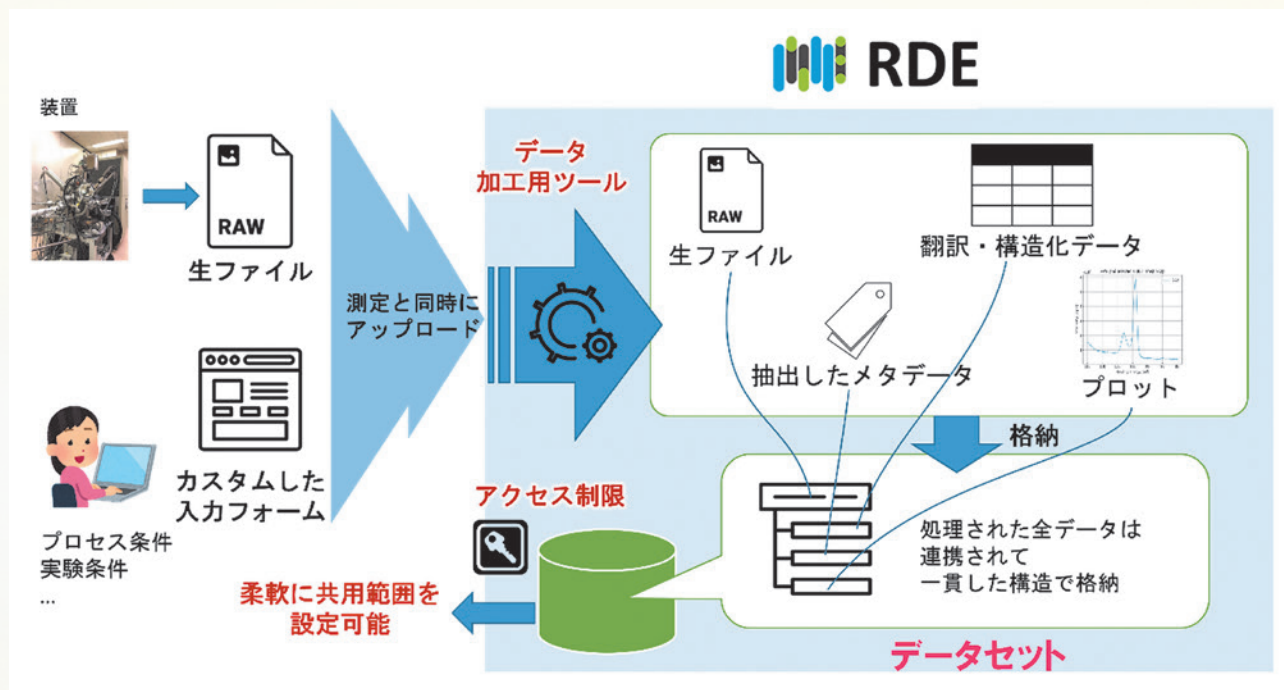 RDE
装置
RAW
生ファイル
測定と同時に
アップロード
カスタムした
入力フォーム
プロセス条件
実験条件
...
データ
加工用ツール
RAW
生ファイル
翻訳・構造化データ
抽出したメタデータ
プロット
格納
アクセス制限
柔軟に共用範囲を
設定可能
処理された全データは
連携されて
一貫した構造で格納
データセット